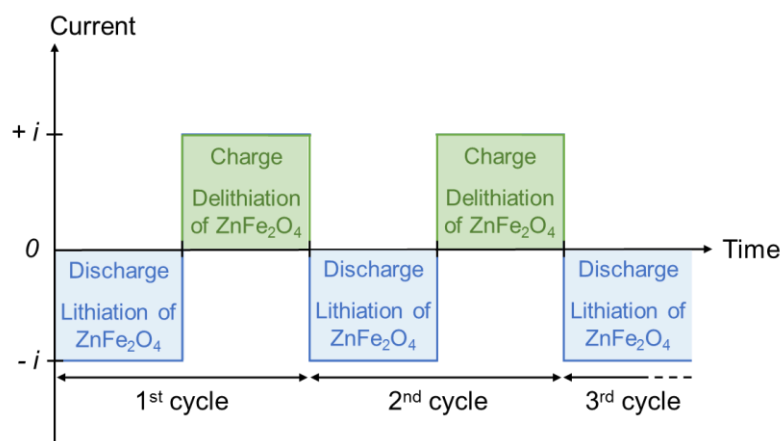 Current
+ i
Charge
Delithiation
of ZnFe₂O₄
Charge
Delithiation
of ZnFe₂O₄
0
Time
Discharge
Lithiation of
ZnFe₂O₄
Discharge
Lithiation of
ZnFe₂O₄
Discharge
Lithiation of
ZnFe₂O₄
- i
1ˢᵗ cycle
2ⁿᵈ cycle
3ʳᵈ cycle